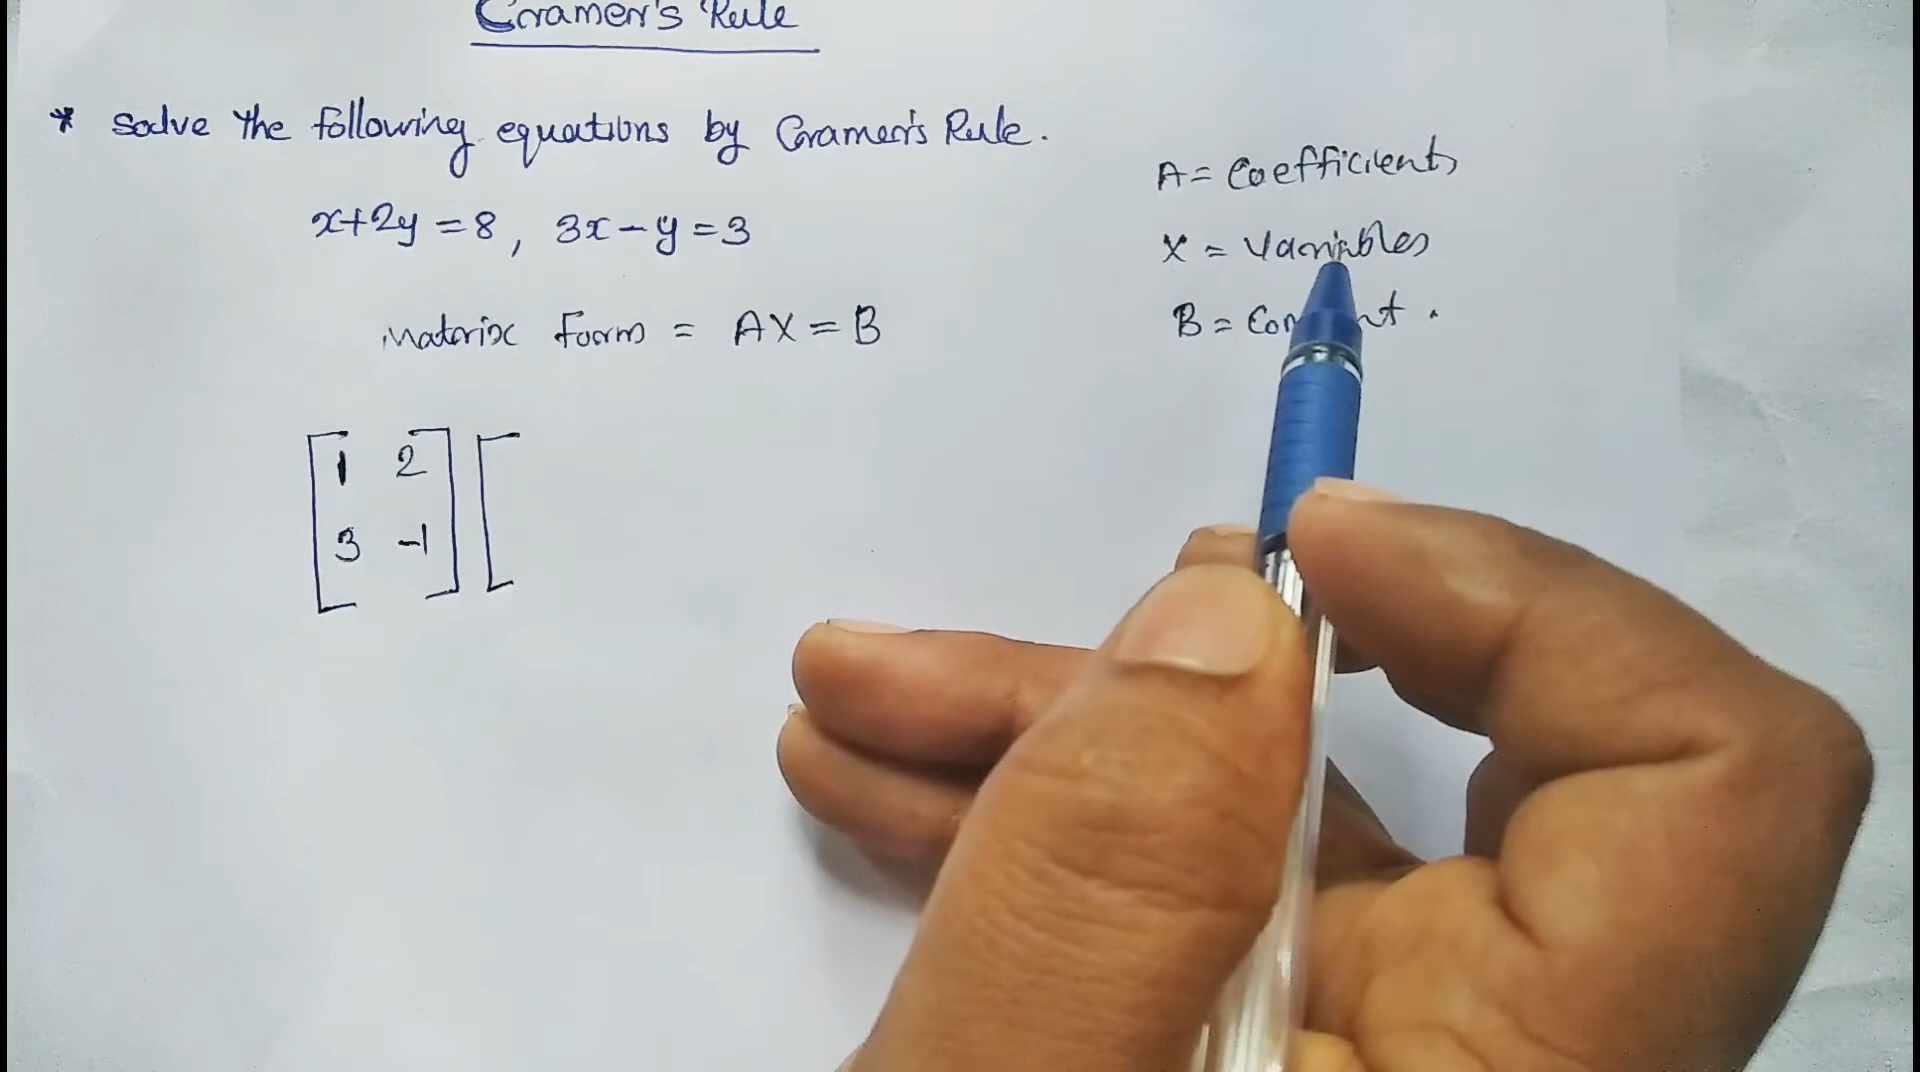 Cramer's Rule
* Solve the following equations by Cramer's Rule.
x+2y = 8, 3x - y = 3
Matrix Form = AX = B
A = Coefficients
X = Variables
B =
1 2
3 -1